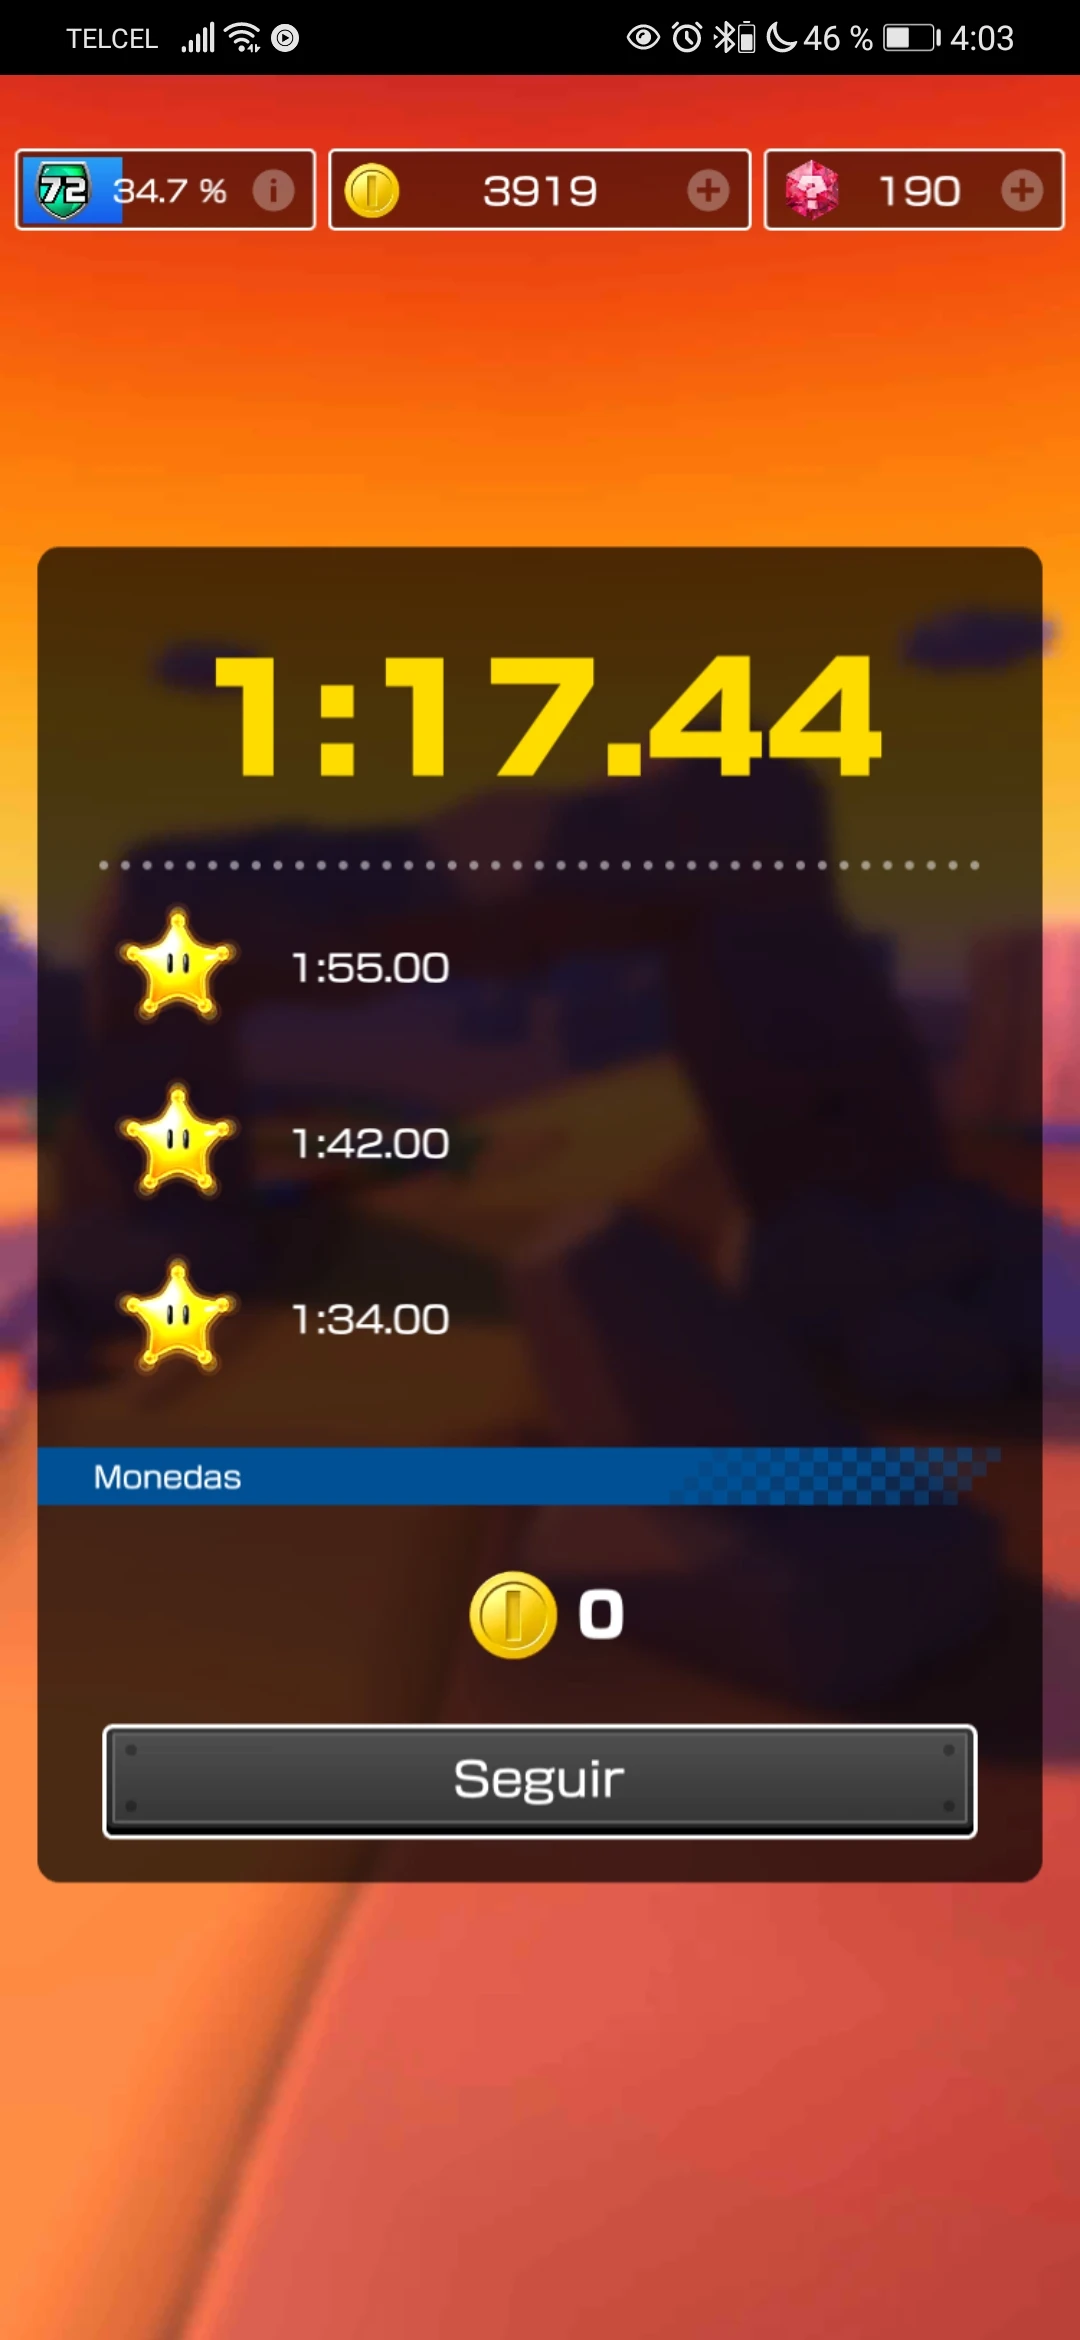 TELCEL 46 % 4:03
72 34.7 % i 3919 + ? 190 +
1:17.44
1:55.00
1:42.00
1:34.00
Monedas
0
Seguir